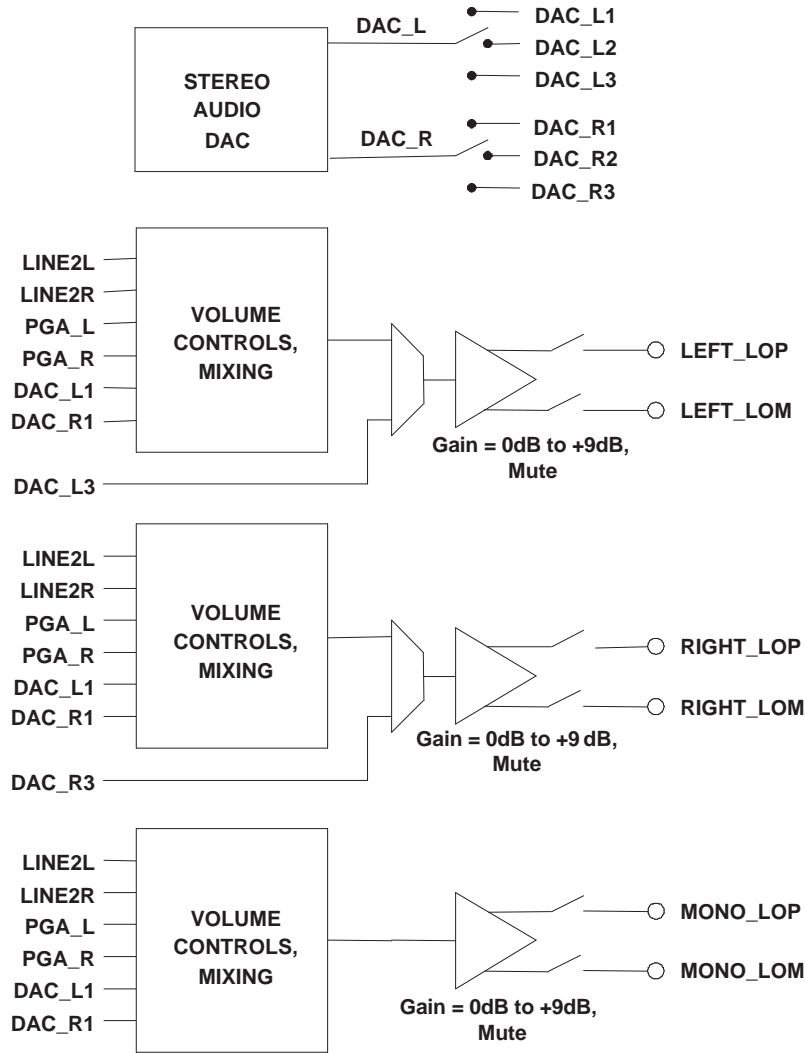 DAC_L
DAC_L1
DAC_L2
DAC_L3
STEREO
AUDIO
DAC
DAC_R
DAC_R1
DAC_R2
DAC_R3
LINE2L
LINE2R
PGA_L
PGA_R
DAC_L1
DAC_R1
DAC_L3
VOLUME
CONTROLS,
MIXING
LEFT_LOP
LEFT_LOM
Gain = 0dB to +9dB,
Mute
LINE2L
LINE2R
PGA_L
PGA_R
DAC_L1
DAC_R1
DAC_R3
VOLUME
CONTROLS,
MIXING
RIGHT_LOP
RIGHT_LOM
Gain = 0dB to +9 dB,
Mute
LINE2L
LINE2R
PGA_L
PGA_R
DAC_L1
DAC_R1
VOLUME
CONTROLS,
MIXING
MONO_LOP
MONO_LOM
Gain = 0dB to +9dB,
Mute